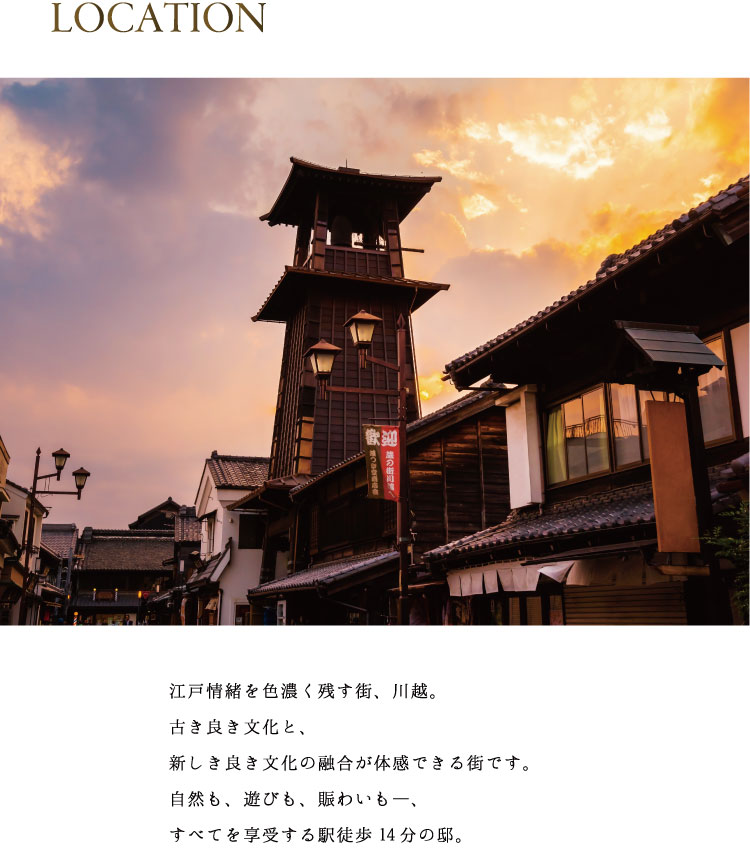 LOCATION
歓迎
江戸情緒を色濃く残す街、川越。
古き良き文化と、
新しき良き文化の融合が体感できる街です。
自然も、遊びも、賑わいも―、
すべてを享受する駅徒歩 14 分の邸。